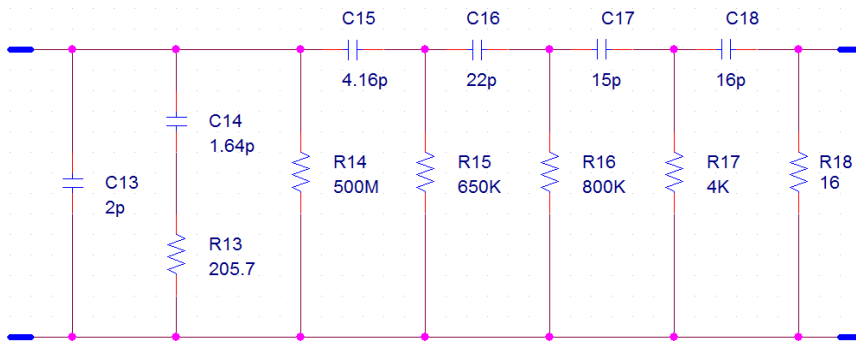 C15
4.16p
C16
22p
C17
15p
C18
16p
C14
1.64p
C13
2p
R13
205.7
R14
500M
R15
650K
R16
800K
R17
4K
R18
16